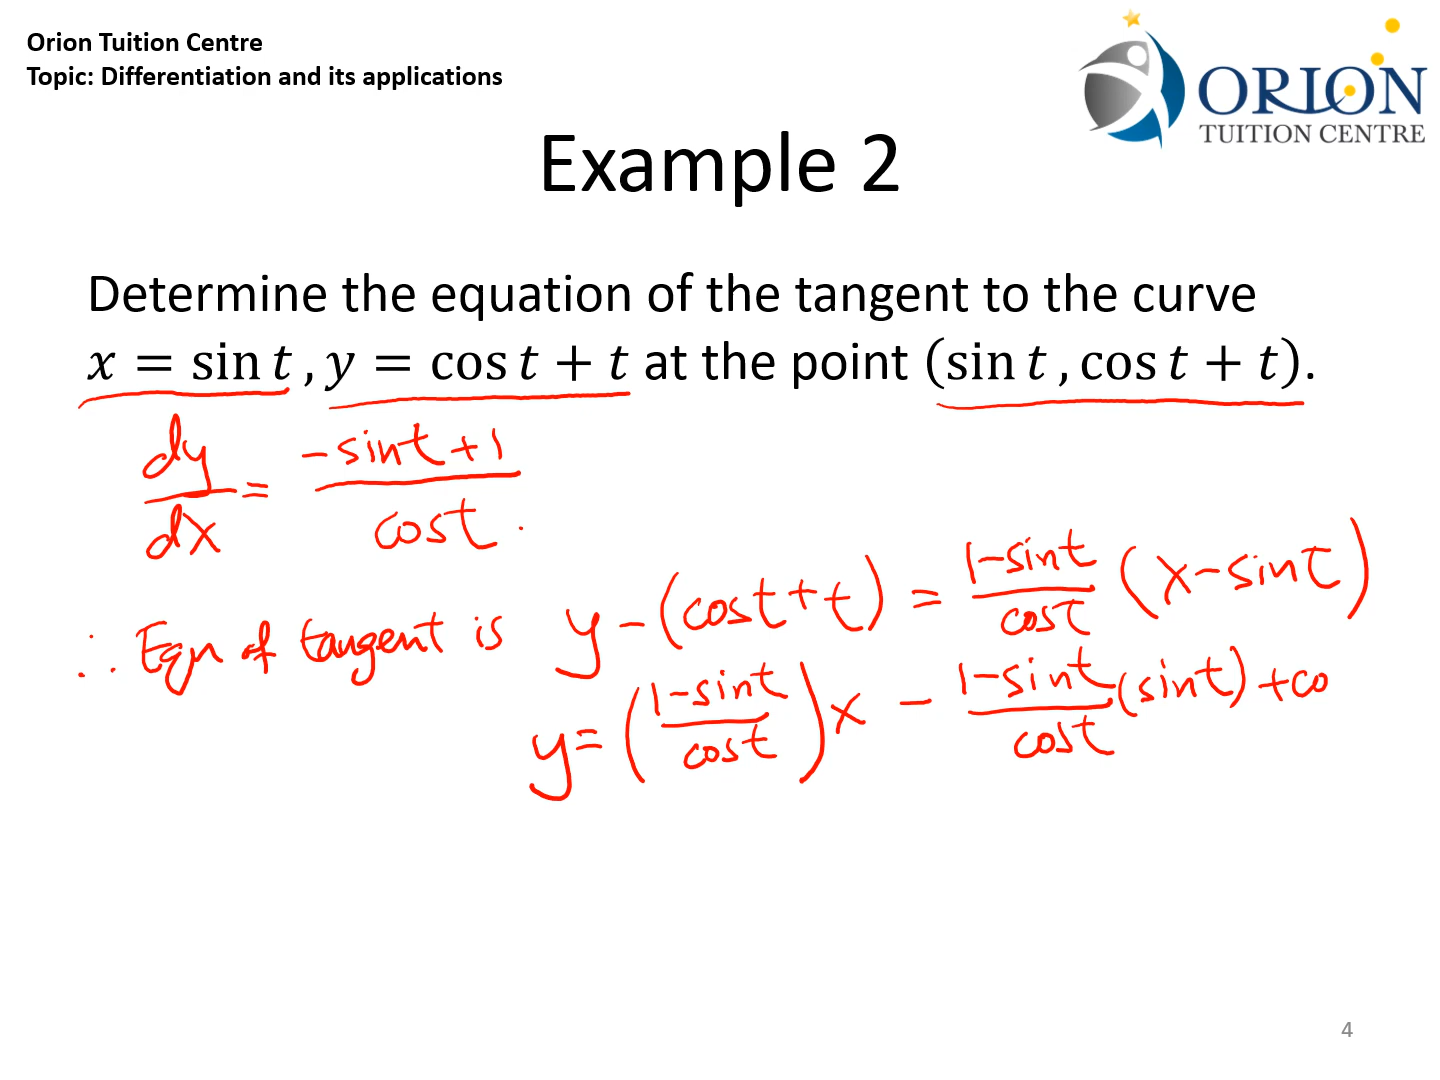 Orion Tuition Centre
Topic: Differentiation and its applications
ORION
TUITION CENTRE
Example 2
Determine the equation of the tangent to the curve
x = sin t , y = cos t + t at the point (sin t , cos t + t).
dy/dx = (-sint+1)/cost .
∴ Eqn of tangent is y-(cost+t) = (1-sint)/cost (x-sint)
y= ((1-sint)/cost)x - (1-sint)/cost (sint)+co
4